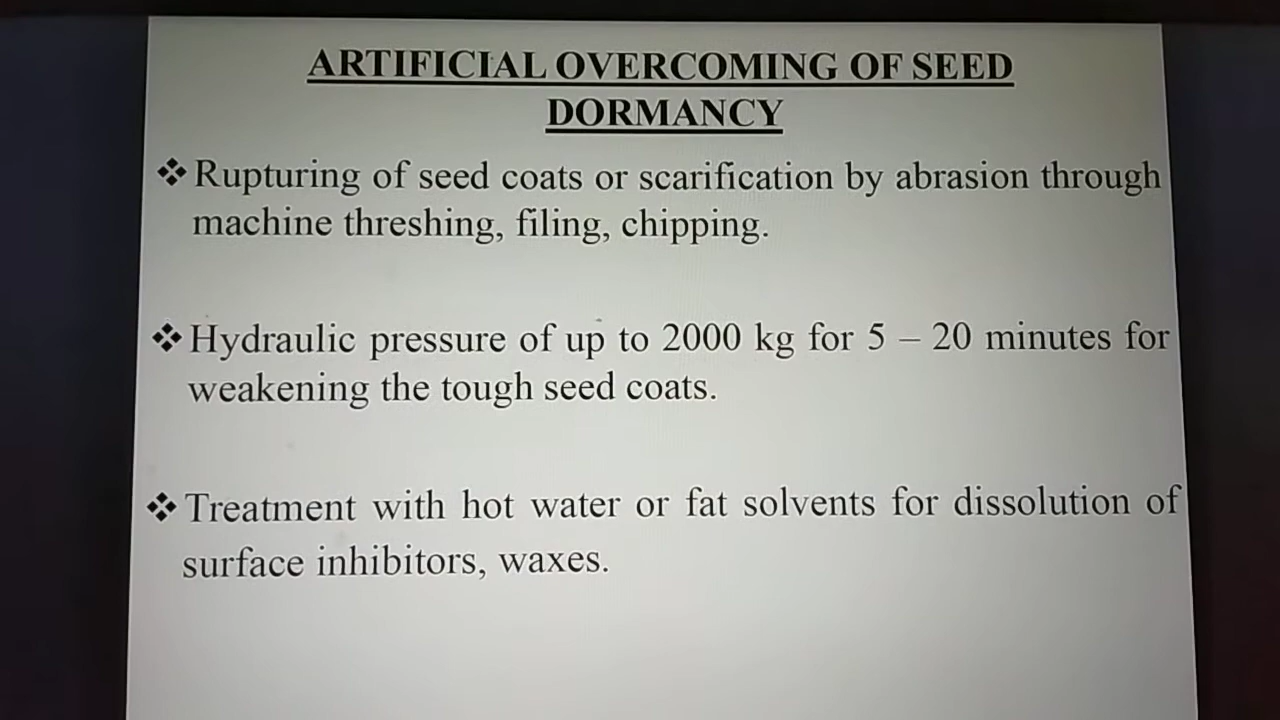 ARTIFICIAL OVERCOMING OF SEED
DORMANCY
❖ Rupturing of seed coats or scarification by abrasion through
machine threshing, filing, chipping.
❖ Hydraulic pressure of up to 2000 kg for 5 – 20 minutes for
weakening the tough seed coats.
❖ Treatment with hot water or fat solvents for dissolution of
surface inhibitors, waxes.